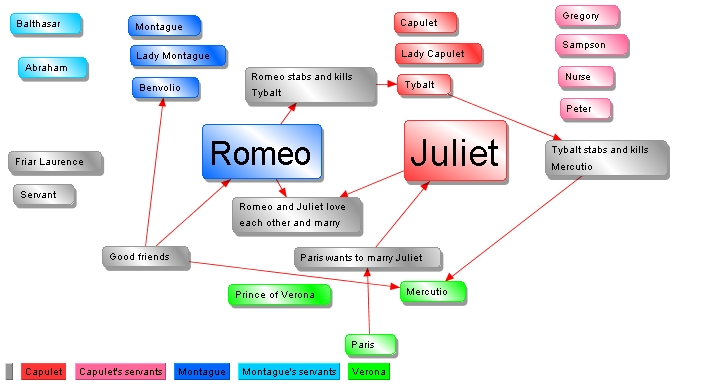 Balthasar
Montague
Capulet
Gregory
Lady Montague
Lady Capulet
Sampson
Abraham
Benvolio
Romeo stabs and kills
Tybalt
Tybalt
Nurse
Peter
Romeo
Juliet
Tybalt stabs and kills
Mercutio
Friar Laurence
Servant
Romeo and Juliet love
each other and marry
Good friends
Paris wants to marry Juliet
Prince of Verona
Mercutio
Paris
Capulet
Capulet's servants
Montague
Montague's servants
Verona